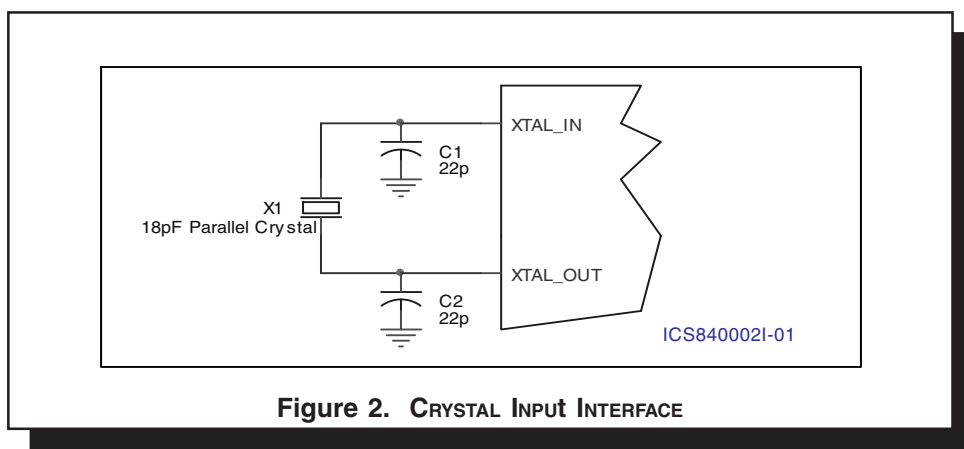 XTAL_IN
C1
22p
X1
18pF Parallel Crystal
XTAL_OUT
C2
22p
ICS840002I-01
Figure 2. CRYSTAL INPUt INTERFACE